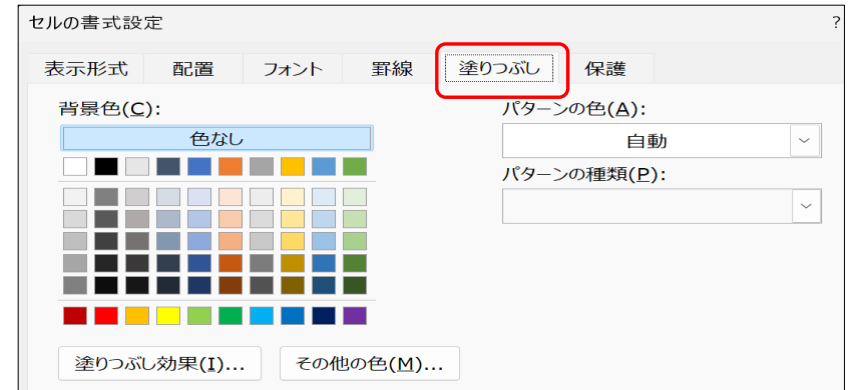 セルの書式設定 ?
表示形式 配置 フォント 罫線 塗りつぶし 保護
背景色(C):
色なし
パターンの色(A):
自動
パターンの種類(P):
塗りつぶし効果(I)... その他の色(M)...